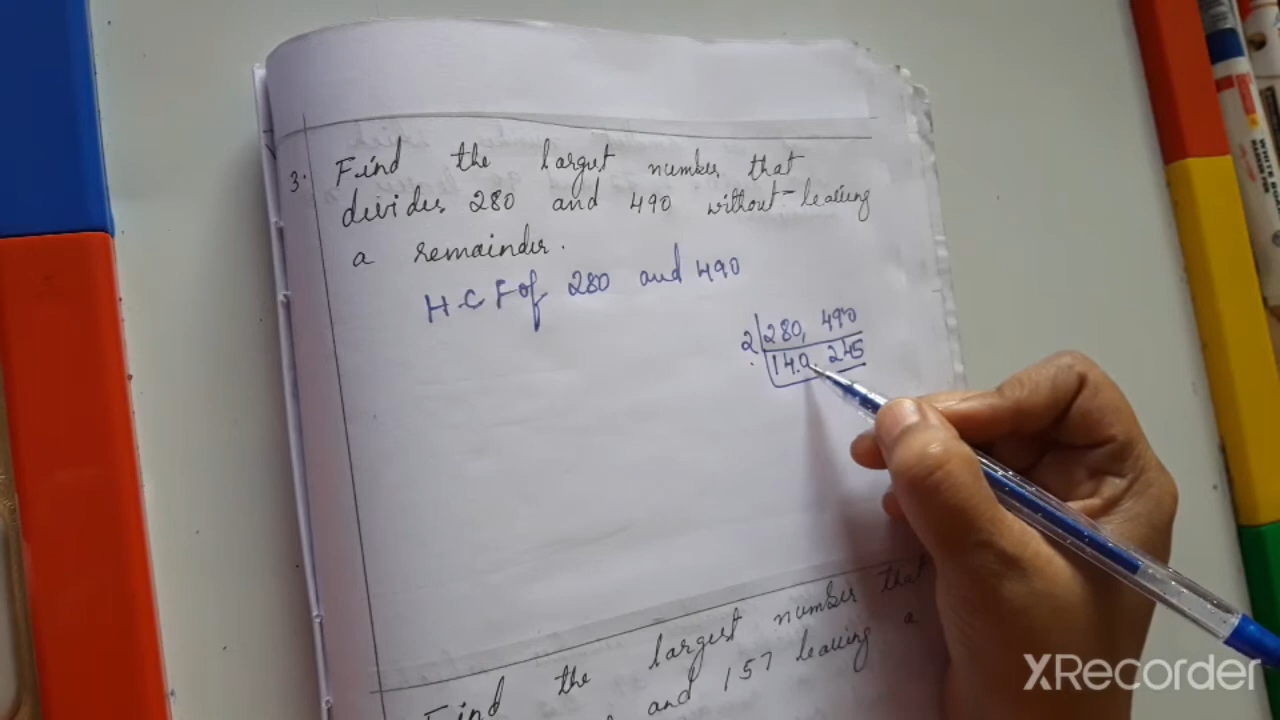 3. Find the largest number that
divides 280 and 490 without leaving
a remainder.
H.C.F of 280 and 490
2 280, 490
140, 245
Find the largest number that
and 157 leaving a
XRecorder